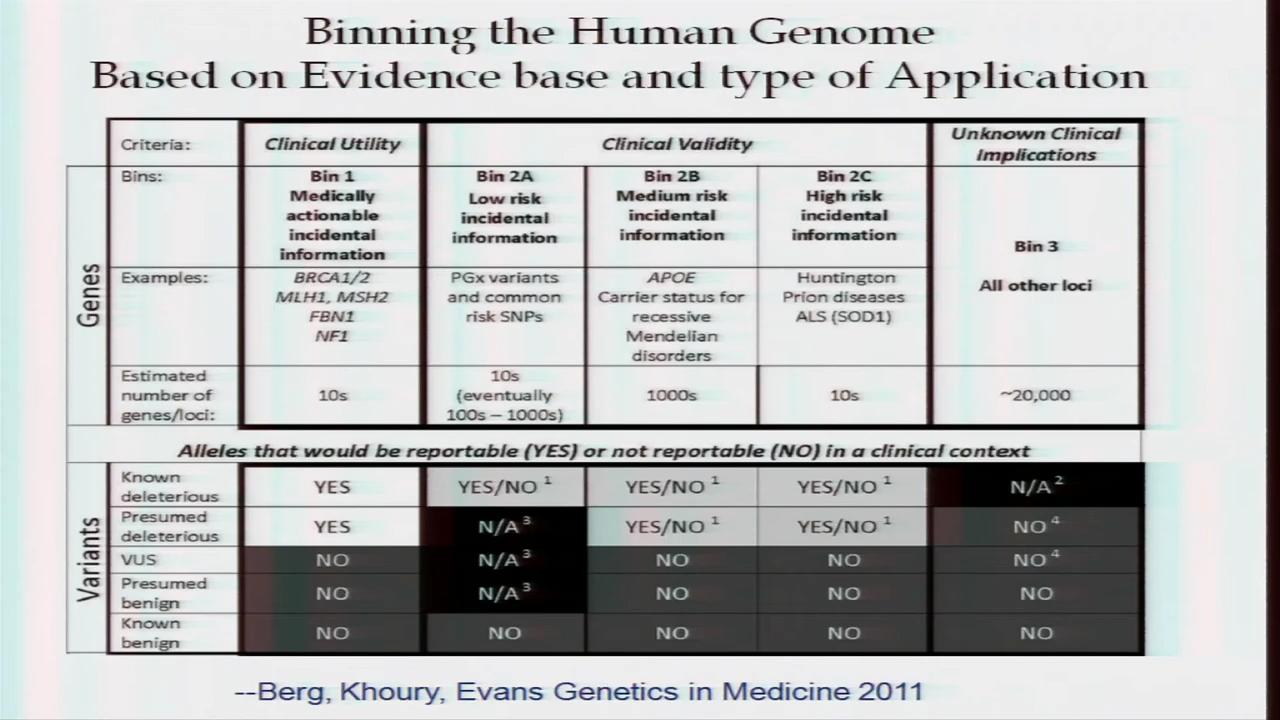 Binning the Human Genome
Based on Evidence base and type of Application
Criteria:
Clinical Utility
Clinical Validity
Unknown Clinical
Implications
Genes
Bins:
Bin 1
Medically
actionable
incidental
information
Bin 2A
Low risk
incidental
information
Bin 2B
Medium risk
incidental
information
Bin 2C
High risk
incidental
information
Bin 3
All other loci
Examples:
BRCA1/2
MLH1, MSH2
FBN1
NF1
PGx variants
and common
risk SNPs
APOE
Carrier status for
recessive
Mendelian
disorders
Huntington
Prion diseases
ALS (SOD1)
Estimated
number of
genes/loci:
10s
10s
(eventually
100s – 1000s)
1000s
10s
~20,000
Alleles that would be reportable (YES) or not reportable (NO) in a clinical context
Variants
Known
deleterious
YES
YES/NO 1
YES/NO 1
YES/NO 1
N/A 2
Presumed
deleterious
YES
N/A 3
YES/NO 1
YES/NO 1
NO 4
VUS
NO
N/A 3
NO
NO
NO 4
Presumed
benign
NO
N/A 3
NO
NO
NO
Known
benign
NO
NO
NO
NO
NO
--Berg, Khoury, Evans Genetics in Medicine 2011